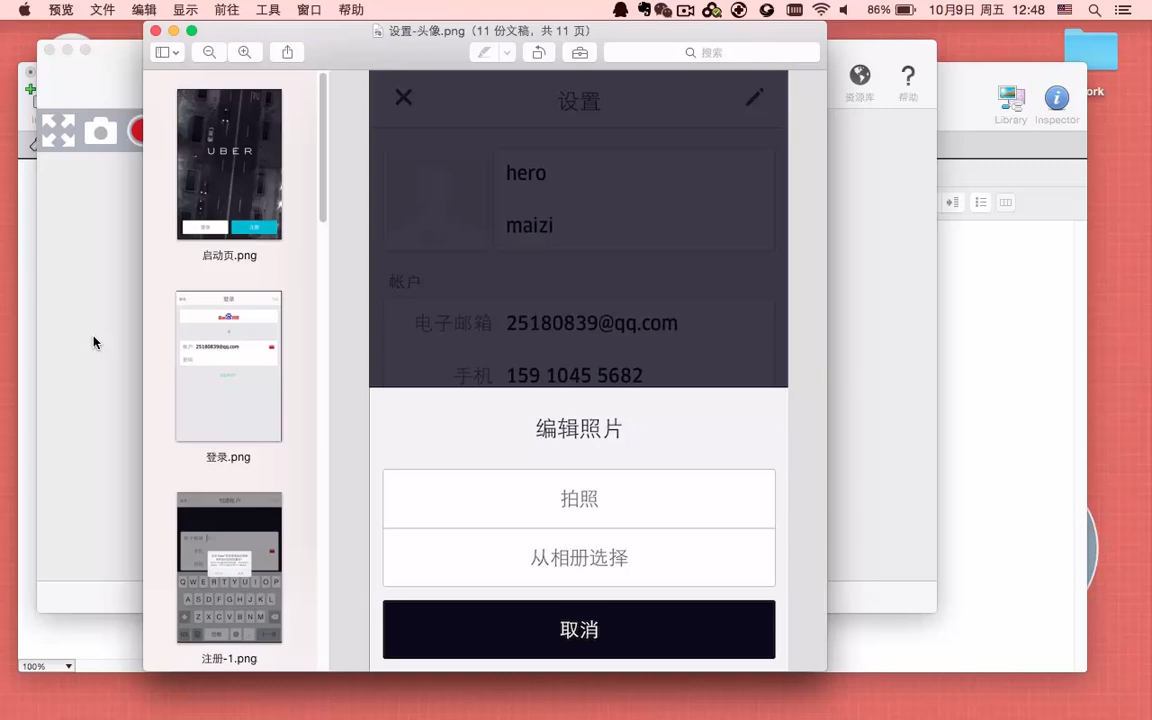 预览 文件 编辑 显示 前往 工具 窗口 帮助
86% 10月9日 周五 12:48
设置-头像.png（11 份文稿，共 11 页）
搜索
资源库
帮助
Library
Inspector
ork
UBER
启动页.png
登录
25180839@qq.com
登录.png
Q W E R T Y U I O P
A S D F G H J K L
Z X C V B N M
注册-1.png
设置
hero
maizi
帐户
电子邮箱 25180839@qq.com
手机 159 1045 5682
编辑照片
拍照
从相册选择
取消
100%